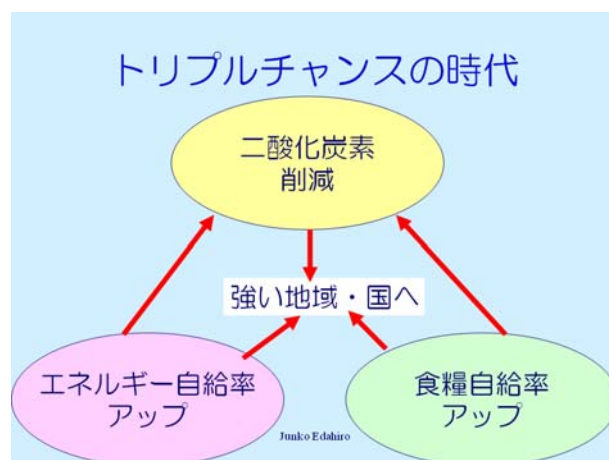 トリプルチャンスの時代
二酸化炭素
削減
強い地域・国へ
エネルギー自給率
アップ
食糧自給率
アップ
Junko Edahiro